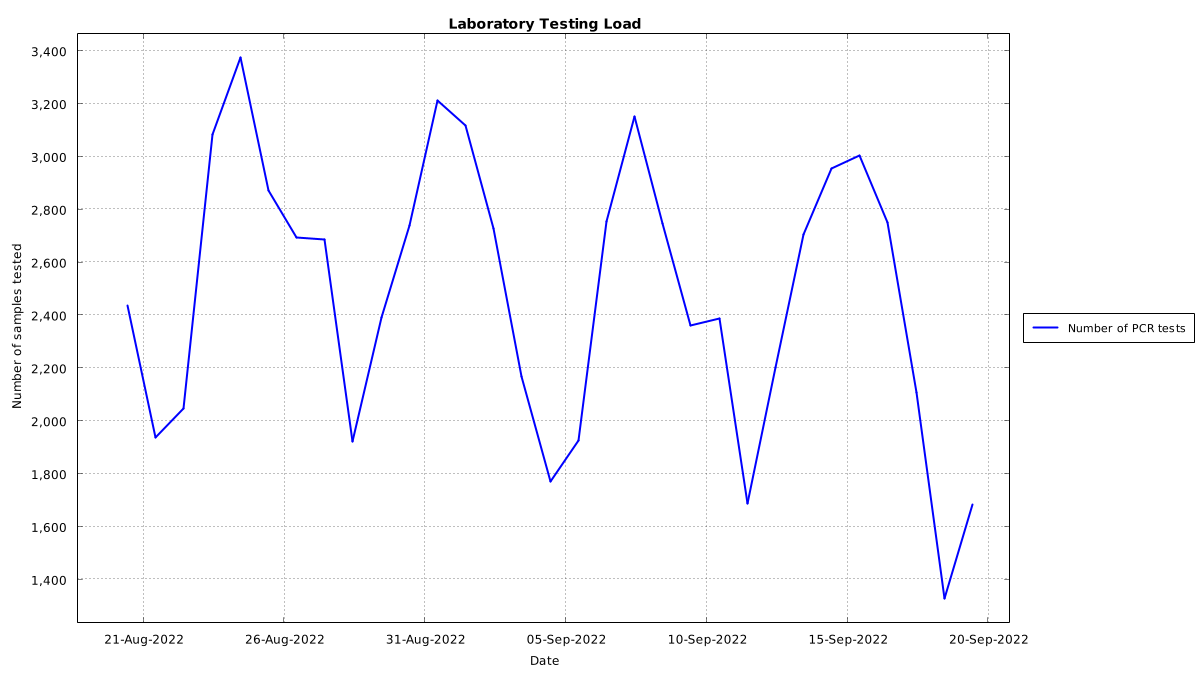 Laboratory Testing Load
3,400
3,200
3,000
2,800
2,600
2,400
2,200
2,000
1,800
1,600
1,400
Number of samples tested
21-Aug-2022
26-Aug-2022
31-Aug-2022
05-Sep-2022
10-Sep-2022
15-Sep-2022
20-Sep-2022
Date
Number of PCR tests